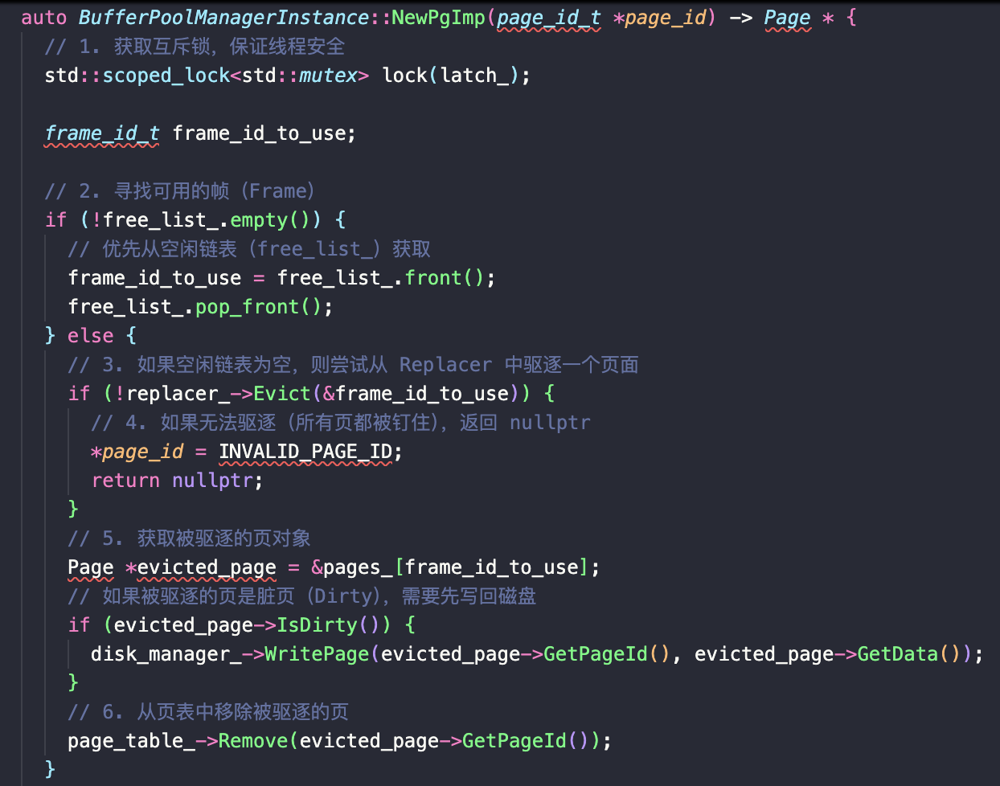 auto BufferPoolManagerInstance::NewPgImp(page_id_t *page_id) -> Page * {
  // 1. 获取互斥锁，保证线程安全
  std::scoped_lock<std::mutex> lock(latch_);

  frame_id_t frame_id_to_use;

  // 2. 寻找可用的帧（Frame）
  if (!free_list_.empty()) {
    // 优先从空闲链表（free_list_）获取
    frame_id_to_use = free_list_.front();
    free_list_.pop_front();
  } else {
    // 3. 如果空闲链表为空，则尝试从 Replacer 中驱逐一个页面
    if (!replacer_->Evict(&frame_id_to_use)) {
      // 4. 如果无法驱逐（所有页都被钉住），返回 nullptr
      *page_id = INVALID_PAGE_ID;
      return nullptr;
    }
    // 5. 获取被驱逐的页对象
    Page *evicted_page = &pages_[frame_id_to_use];
    // 如果被驱逐的页是脏页（Dirty），需要先写回磁盘
    if (evicted_page->IsDirty()) {
      disk_manager_->WritePage(evicted_page->GetPageId(), evicted_page->GetData());
    }
    // 6. 从页表中移除被驱逐的页
    page_table_->Remove(evicted_page->GetPageId());
  }